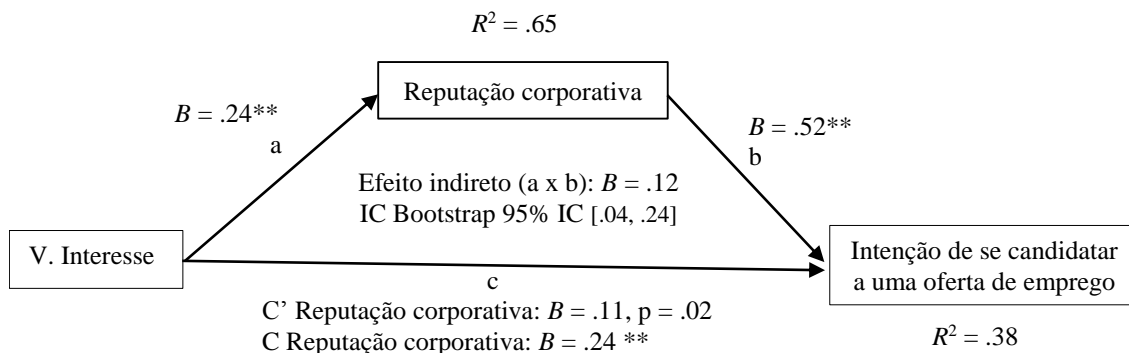 R² = .65
Reputação corporativa
B = .24**
a
B = .52**
b
Efeito indireto (a x b): B = .12
IC Bootstrap 95% IC [.04, .24]
V. Interesse
Intenção de se candidatar
a uma oferta de emprego
c
C’ Reputação corporativa: B = .11, p = .02
C Reputação corporativa: B = .24 **
R² = .38